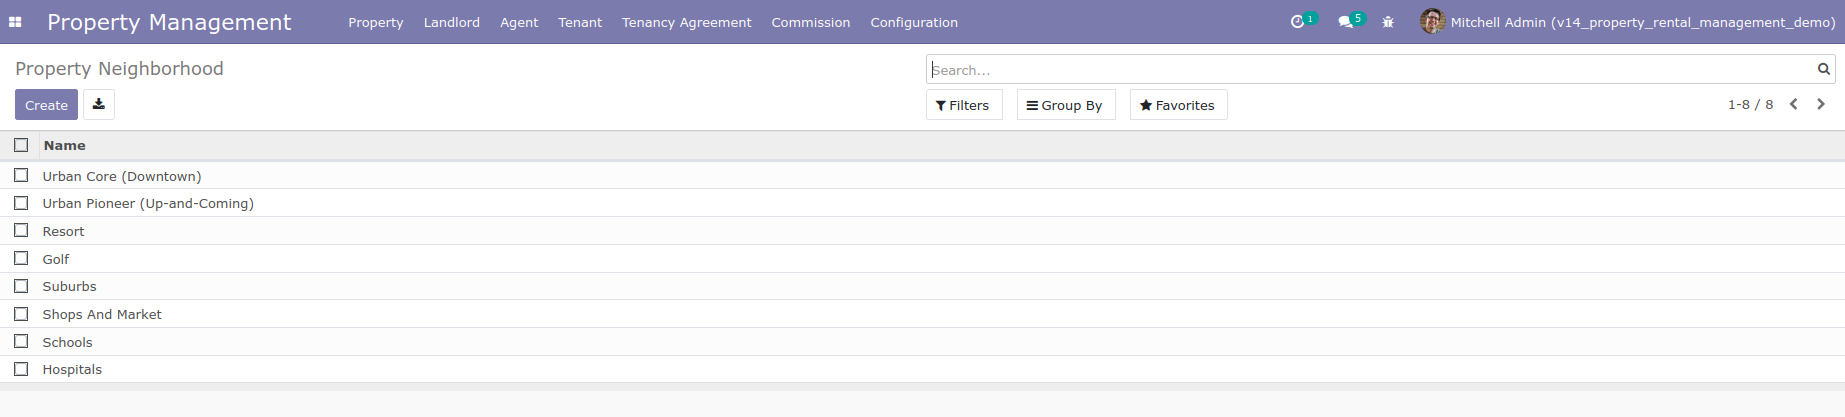 Property Management Property Landlord Agent Tenant Tenancy Agreement Commission Configuration 1 5 Mitchell Admin (v14_property_rental_management_demo)
Property Neighborhood Search...
Create Filters Group By Favorites 1-8 / 8
Name
Urban Core (Downtown)
Urban Pioneer (Up-and-Coming)
Resort
Golf
Suburbs
Shops And Market
Schools
Hospitals